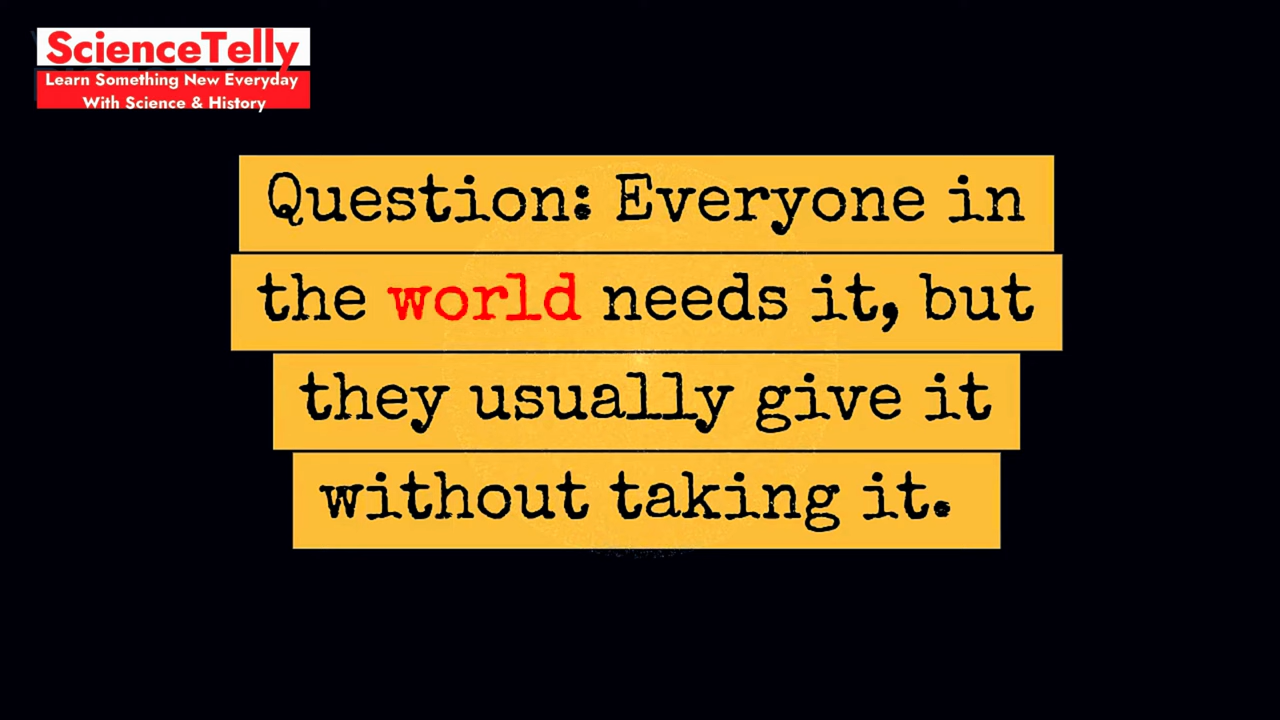 ScienceTelly
Learn Something New Everyday
With Science & History
Question: Everyone in
the world needs it, but
they usually give it
without taking it.